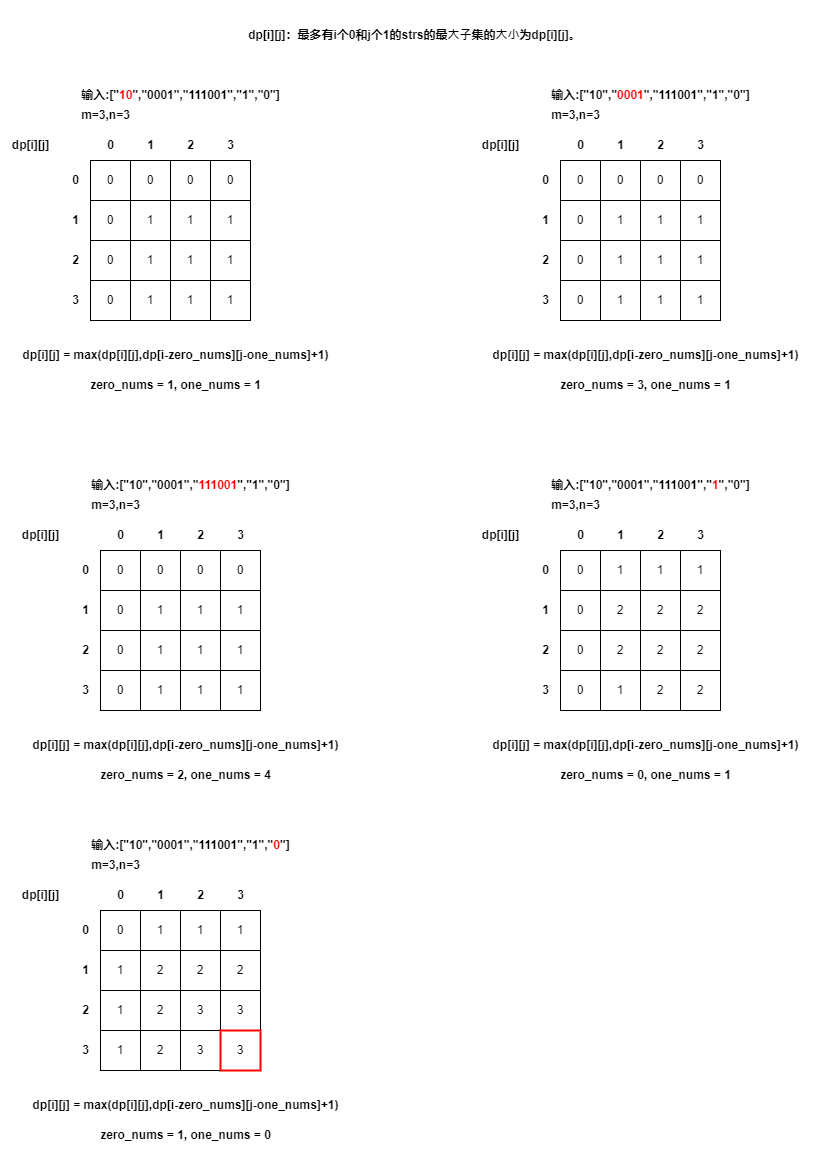 dp[i][j]：最多有i个0和j个1的strs的最大子集的大小为dp[i][j]。
输入:["10","0001","111001","1","0"]
m=3,n=3
dp[i][j] 0 1 2 3
0 0 0 0 0
1 0 1 1 1
2 0 1 1 1
3 0 1 1 1
dp[i][j] = max(dp[i][j],dp[i-zero_nums][j-one_nums]+1)
zero_nums = 1, one_nums = 1
输入:["10","0001","111001","1","0"]
m=3,n=3
dp[i][j] 0 1 2 3
0 0 0 0 0
1 0 1 1 1
2 0 1 1 1
3 0 1 1 1
dp[i][j] = max(dp[i][j],dp[i-zero_nums][j-one_nums]+1)
zero_nums = 3, one_nums = 1
输入:["10","0001","111001","1","0"]
m=3,n=3
dp[i][j] 0 1 2 3
0 0 0 0 0
1 0 1 1 1
2 0 1 1 1
3 0 1 1 1
dp[i][j] = max(dp[i][j],dp[i-zero_nums][j-one_nums]+1)
zero_nums = 2, one_nums = 4
输入:["10","0001","111001","1","0"]
m=3,n=3
dp[i][j] 0 1 2 3
0 0 1 1 1
1 0 2 2 2
2 0 2 2 2
3 0 1 2 2
dp[i][j] = max(dp[i][j],dp[i-zero_nums][j-one_nums]+1)
zero_nums = 0, one_nums = 1
输入:["10","0001","111001","1","0"]
m=3,n=3
dp[i][j] 0 1 2 3
0 0 1 1 1
1 1 2 2 2
2 1 2 3 3
3 1 2 3 3
dp[i][j] = max(dp[i][j],dp[i-zero_nums][j-one_nums]+1)
zero_nums = 1, one_nums = 0